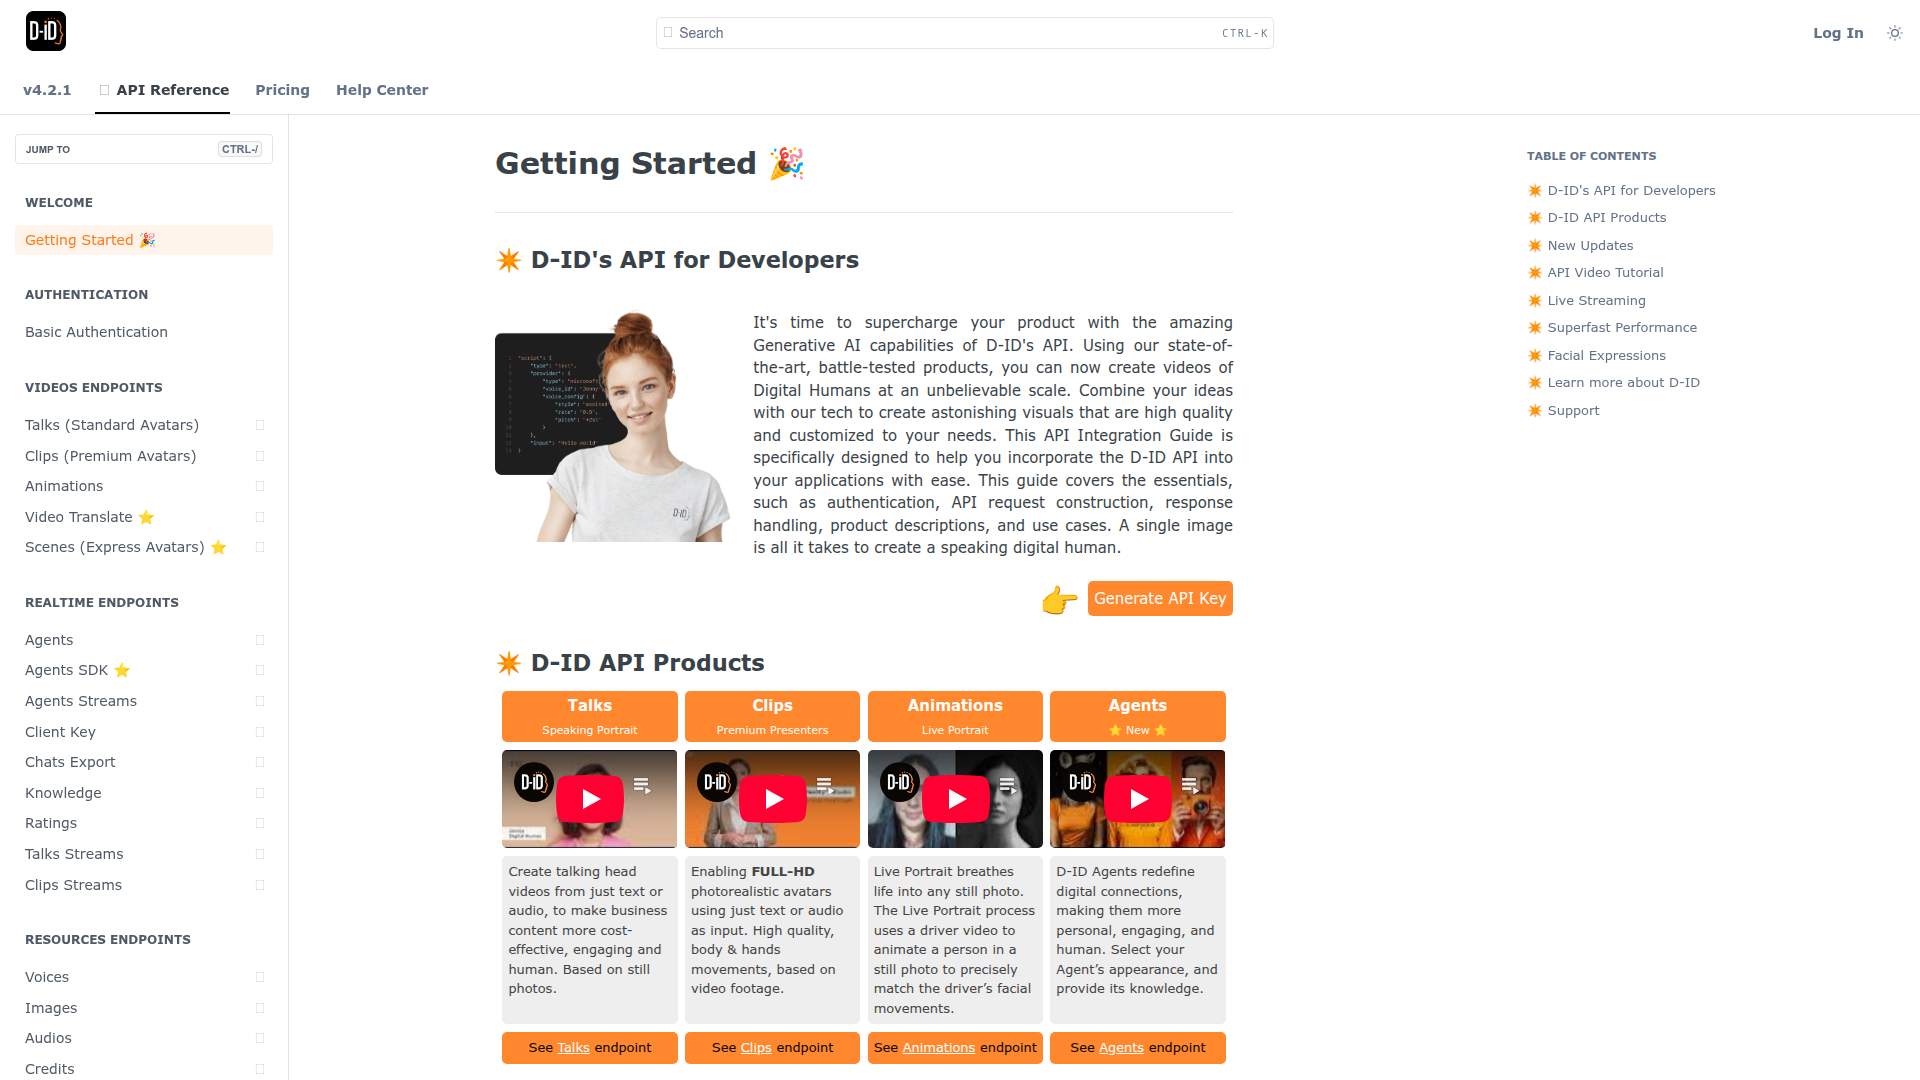 D-iD
Search
CTRL-K
Log In
v4.2.1
API Reference
Pricing
Help Center
JUMP TO
CTRL-/
WELCOME
Getting Started 🎉
AUTHENTICATION
Basic Authentication
VIDEOS ENDPOINTS
Talks (Standard Avatars)
Clips (Premium Avatars)
Animations
Video Translate ⭐
Scenes (Express Avatars) ⭐
REALTIME ENDPOINTS
Agents
Agents SDK ⭐
Agents Streams
Client Key
Chats Export
Knowledge
Ratings
Talks Streams
Clips Streams
RESOURCES ENDPOINTS
Voices
Images
Audios
Credits
Getting Started 🎉
✴️ D-ID's API for Developers
It's time to supercharge your product with the amazing
Generative AI capabilities of D-ID's API. Using our state-of-
the-art, battle-tested products, you can now create videos of
Digital Humans at an unbelievable scale. Combine your ideas
with our tech to create astonishing visuals that are high quality
and customized to your needs. This API Integration Guide is
specifically designed to help you incorporate the D-ID API into
your applications with ease. This guide covers the essentials,
such as authentication, API request construction, response
handling, product descriptions, and use cases. A single image
is all it takes to create a speaking digital human.
👉 Generate API Key
✴️ D-ID API Products
Talks
Speaking Portrait
D-iD
Create talking head
videos from just text or
audio, to make business
content more cost-
effective, engaging and
human. Based on still
photos.
See Talks endpoint
Clips
Premium Presenters
D-iD
Enabling FULL-HD
photorealistic avatars
using just text or audio
as input. High quality,
body & hands
movements, based on
video footage.
See Clips endpoint
Animations
Live Portrait
D-iD
Live Portrait breathes
life into any still photo.
The Live Portrait process
uses a driver video to
animate a person in a
still photo to precisely
match the driver’s facial
movements.
See Animations endpoint
Agents
⭐ New ⭐
D-iD
D-ID Agents redefine
digital connections,
making them more
personal, engaging, and
human. Select your
Agent’s appearance, and
provide its knowledge.
See Agents endpoint
TABLE OF CONTENTS
✴️ D-ID's API for Developers
✴️ D-ID API Products
✴️ New Updates
✴️ API Video Tutorial
✴️ Live Streaming
✴️ Superfast Performance
✴️ Facial Expressions
✴️ Learn more about D-ID
✴️ Support